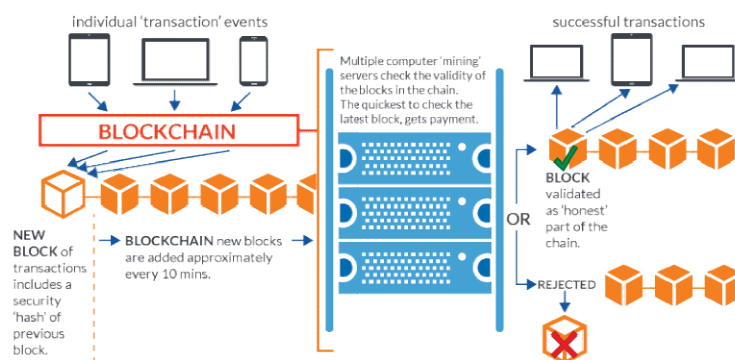 individual 'transaction' events
successful transactions
Multiple computer 'mining'
servers check the validity of
the blocks in the chain.
The quickest to check the
latest block, gets payment.
BLOCKCHAIN
NEW
BLOCK of
transactions
includes a
security
'hash' of
previous
block.
BLOCKCHAIN new blocks
are added approximately
every 10 mins.
OR
BLOCK
validated
as 'honest'
part of the
chain.
REJECTED